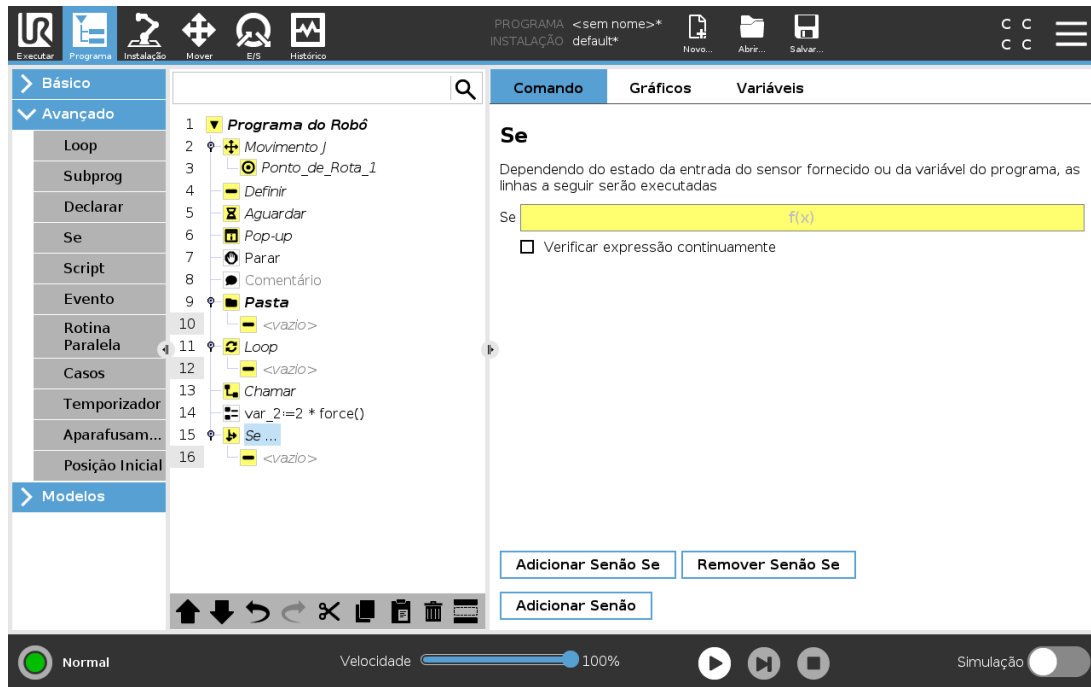 PROGRAMA <sem nome>*
INSTALAÇÃO default*
Executar
Programa
Instalação
Mover
E/S
Histórico
Novo...
Abrir...
Salvar...
C C
C C
Básico
Avançado
Loop
Subprog
Declarar
Se
Script
Evento
Rotina
Paralela
Casos
Temporizador
Aparafusam...
Posição Inicial
Modelos
1 Programa do Robô
2 Movimento J
3 Ponto_de_Rota_1
4 Definir
5 Aguardar
6 Pop-up
7 Parar
8 Comentário
9 Pasta
10 <vazio>
11 Loop
12 <vazio>
13 Chamar
14 var_2:=2 * force()
15 Se ...
16 <vazio>
Comando Gráficos Variáveis
Se
Dependendo do estado da entrada do sensor fornecido ou da variável do programa, as
linhas a seguir serão executadas
Se f(x)
Verificar expressão continuamente
Adicionar Senão Se Remover Senão Se
Adicionar Senão
Normal
Velocidade 100%
Simulação